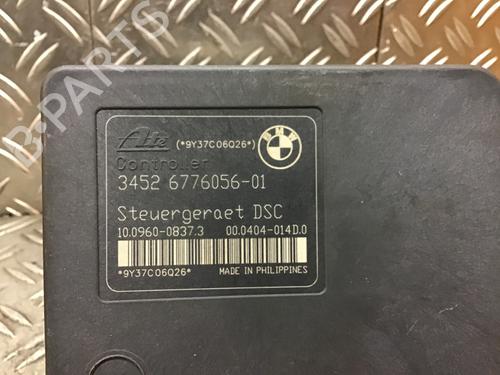 B-PARTS
Ate (*9Y37C06Q26*) BMW
Controller
3452 6776056-01
Steuergeraet DSC
10.0960-0837.3 00.0404-014D.0
*9Y37C06Q26* MADE IN PHILIPPINES